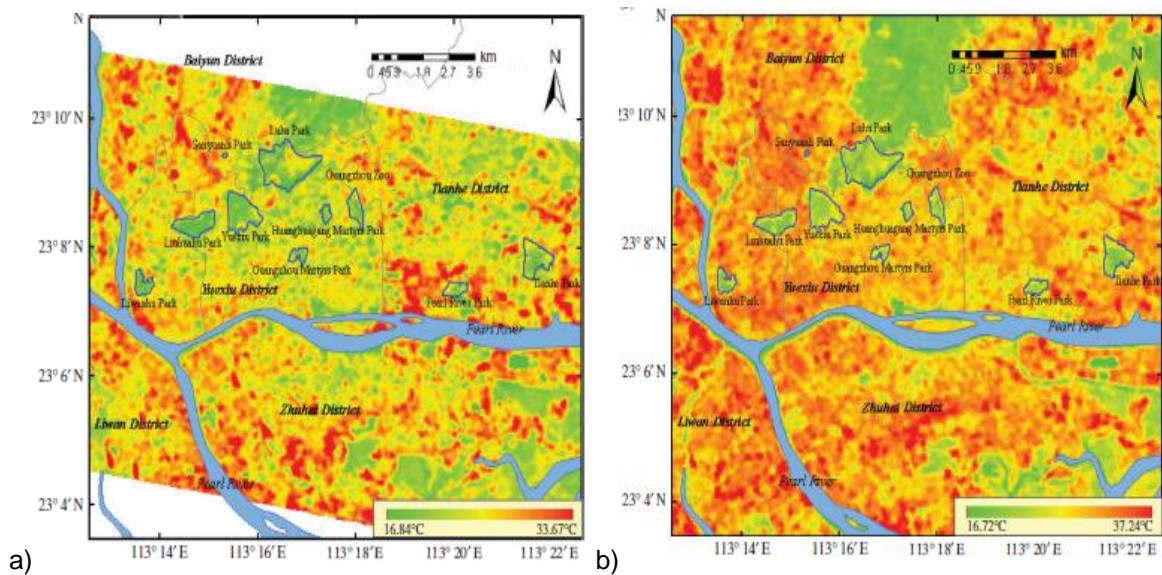 N
km
0.45.9 1.8 2.7 3.6
N
Baiyun District
23° 10' N
Luhu Park
Sanyuanli Park
Guangzhou Zoo
Tianhe District
Liuhuahu Park
Yuexiu Park
Huanghuagang Martyrs Park
23° 8' N
Guangzhou Martyrs Park
Liwanhu Park
Yuexiu District
Pearl River Park
Tianhe Park
Pearl River
23° 6' N
Zhuhai District
Liwan District
Pearl River
23° 4' N
16.84°C 33.67°C
113° 14' E 113° 16' E 113° 18' E 113° 20' E 113° 22' E
a)
N
km
0.45.9 1.8 2.7 3.6
N
Baiyun District
23° 10' N
Luhu Park
Sanyuanli Park
Guangzhou Zoo
Tianhe District
Liuhuahu Park
Yuexiu Park
Huanghuagang Martyrs Park
23° 8' N
Guangzhou Martyrs Park
Liwanhu Park
Yuexiu District
Pearl River Park
Tianhe Park
Pearl River
23° 6' N
Zhuhai District
Liwan District
Pearl River
23° 4' N
16.72°C 37.24°C
113° 14' E 113° 16' E 113° 18' E 113° 20' E 113° 22' E
b)